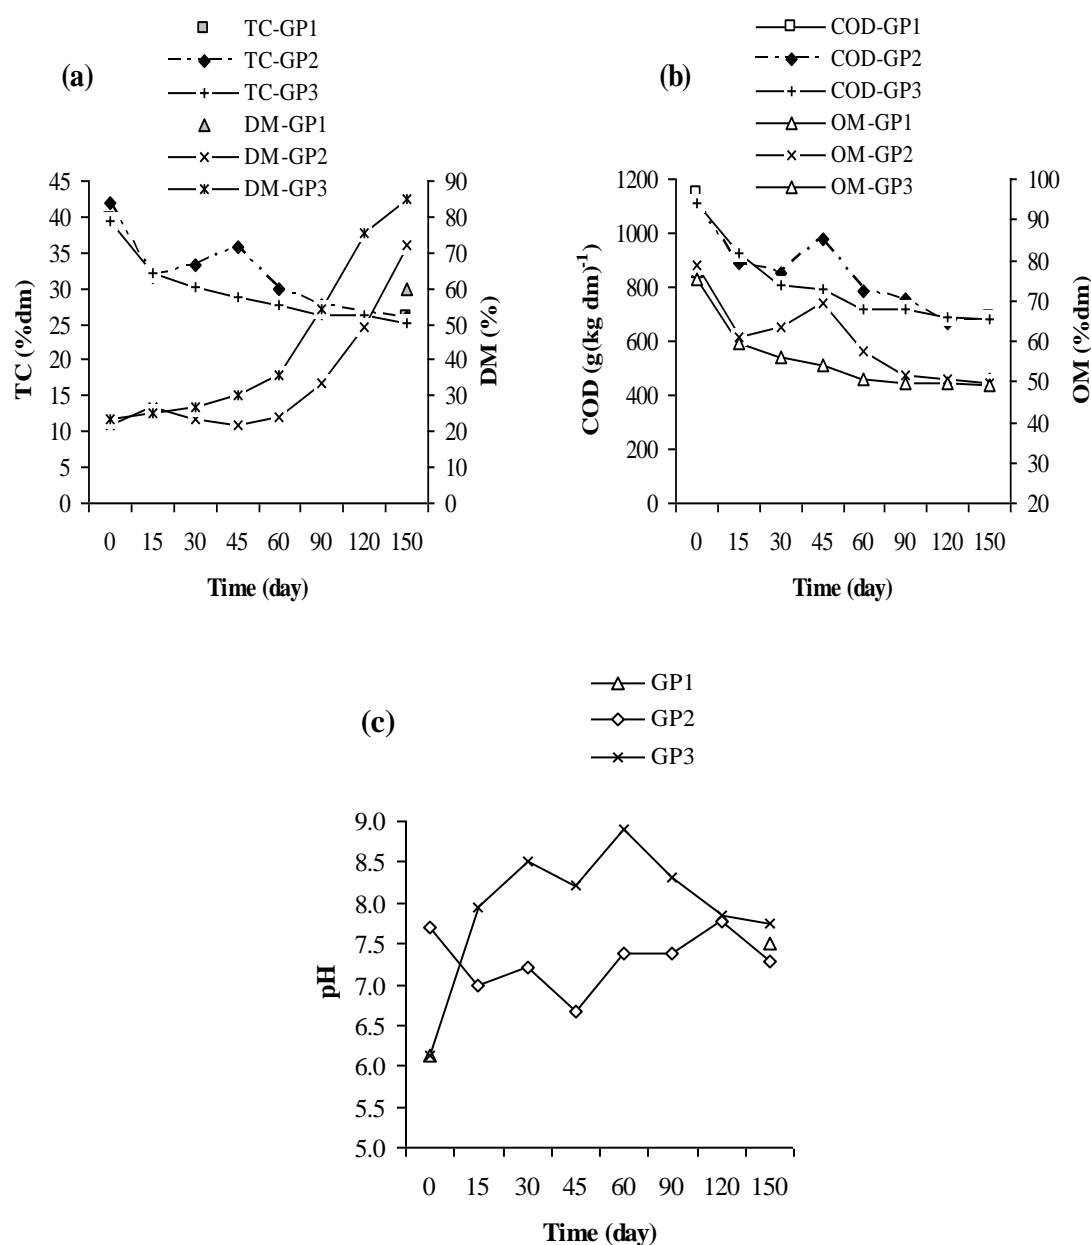 (a)
TC-GP1
TC-GP2
TC-GP3
DM-GP1
DM-GP2
DM-GP3
45
40
35
30
25
20
15
10
5
0
90
80
70
60
50
40
30
20
10
0
TC (%dm)
DM (%)
0 15 30 45 60 90 120 150
Time (day)
(b)
COD-GP1
COD-GP2
COD-GP3
OM-GP1
OM-GP2
OM-GP3
1200
1000
800
600
400
200
0
100
90
80
70
60
50
40
30
20
COD (g(kg dm)-1
OM (%dm)
0 15 30 45 60 90 120 150
Time (day)
(c)
GP1
GP2
GP3
9.0
8.5
8.0
7.5
7.0
6.5
6.0
5.5
5.0
pH
0 15 30 45 60 90 120 150
Time (day)